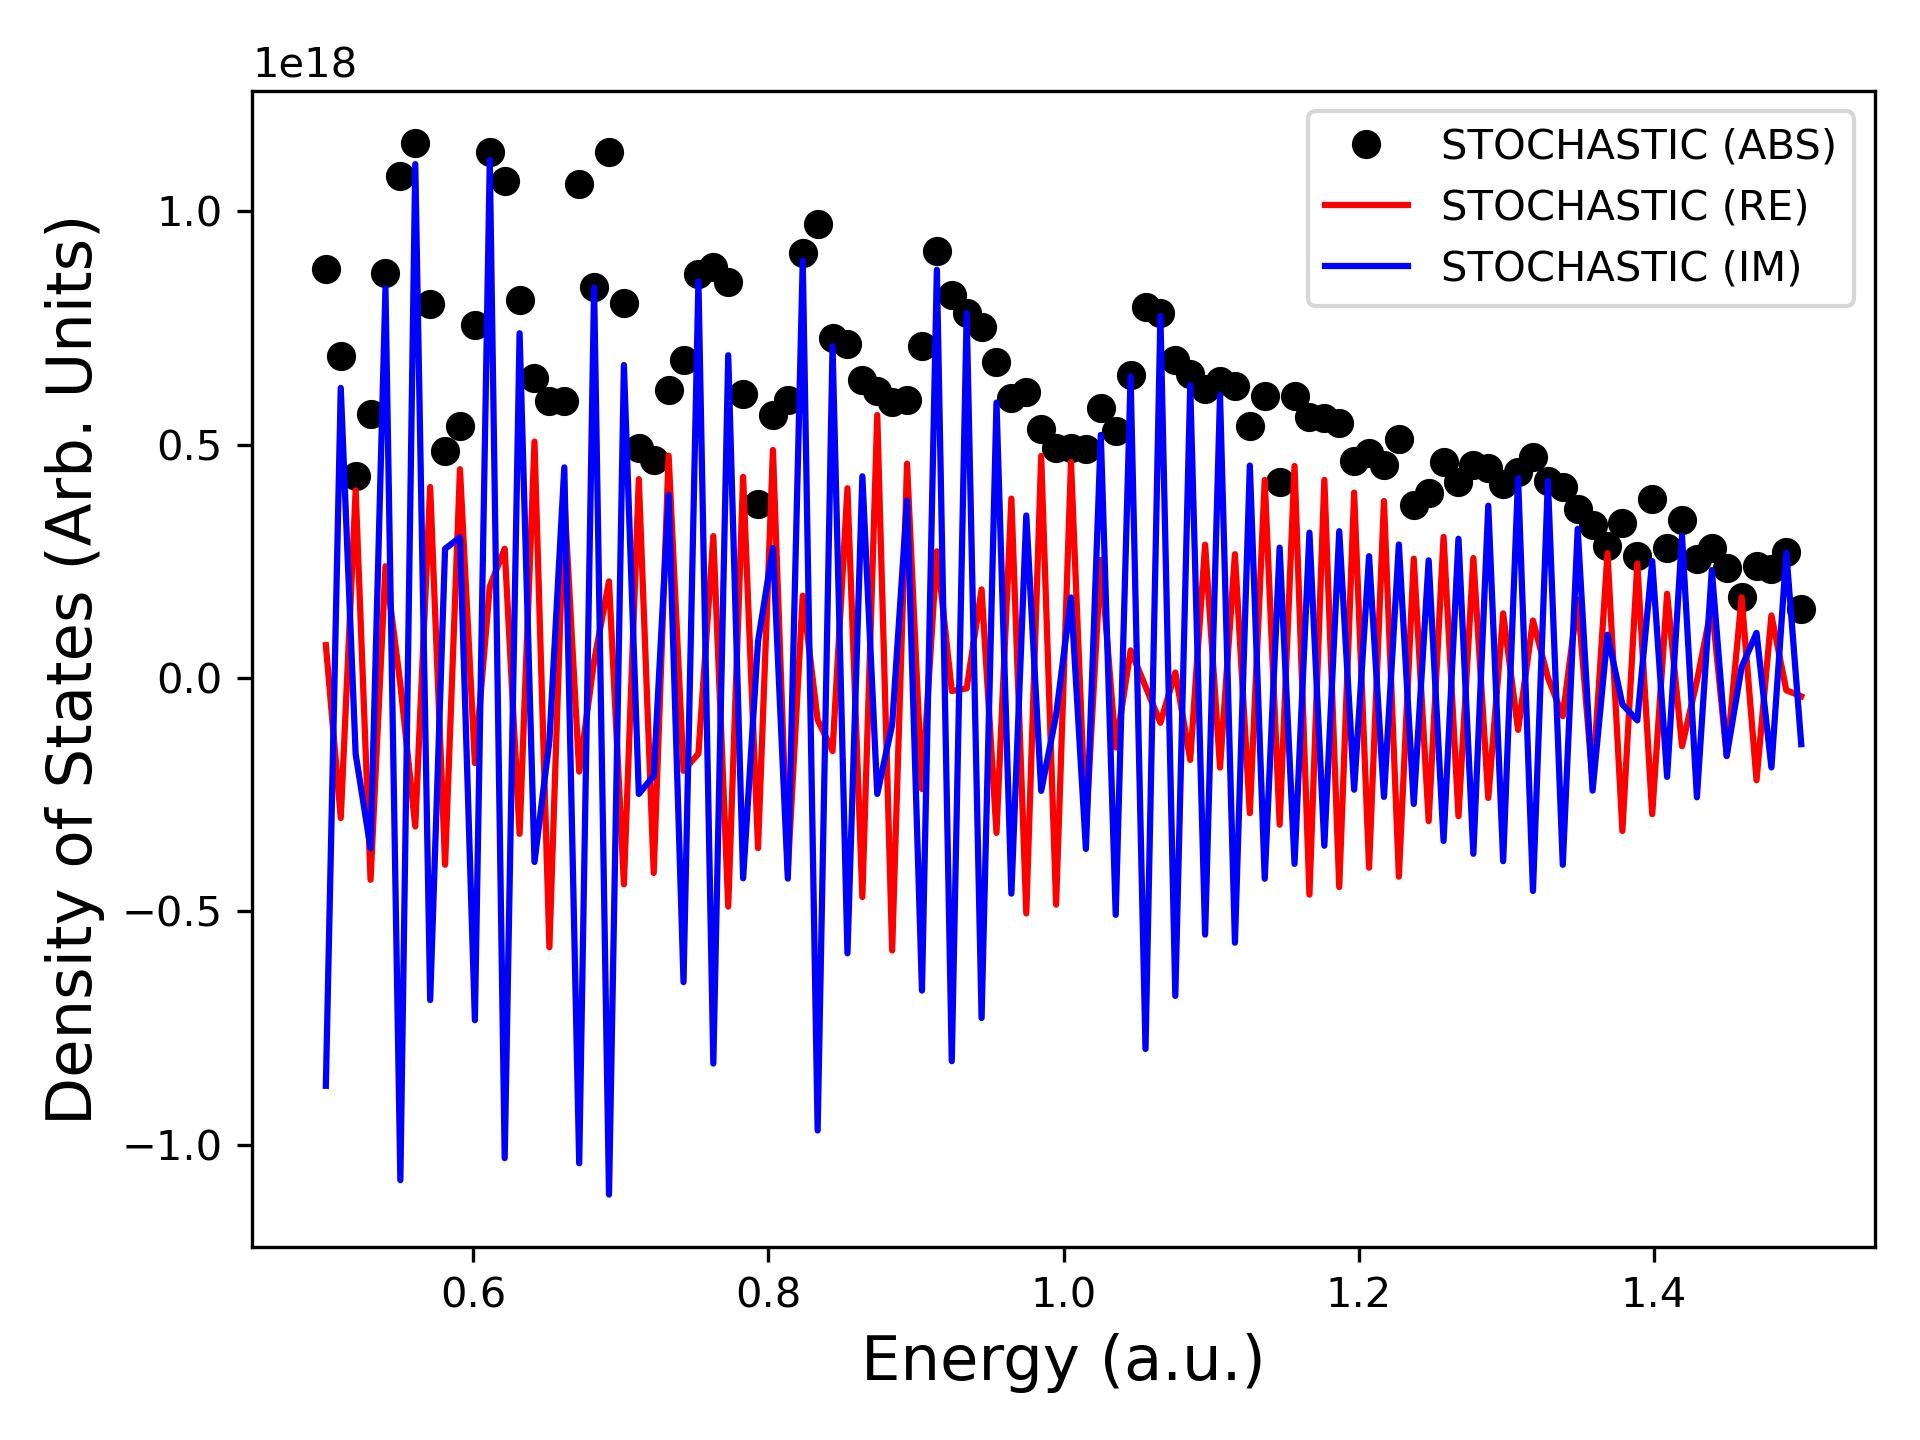 1e18
STOCHASTIC (ABS)
STOCHASTIC (RE)
STOCHASTIC (IM)
1.0
0.5
0.0
−0.5
−1.0
Density of States (Arb. Units)
0.6 0.8 1.0 1.2 1.4
Energy (a.u.)